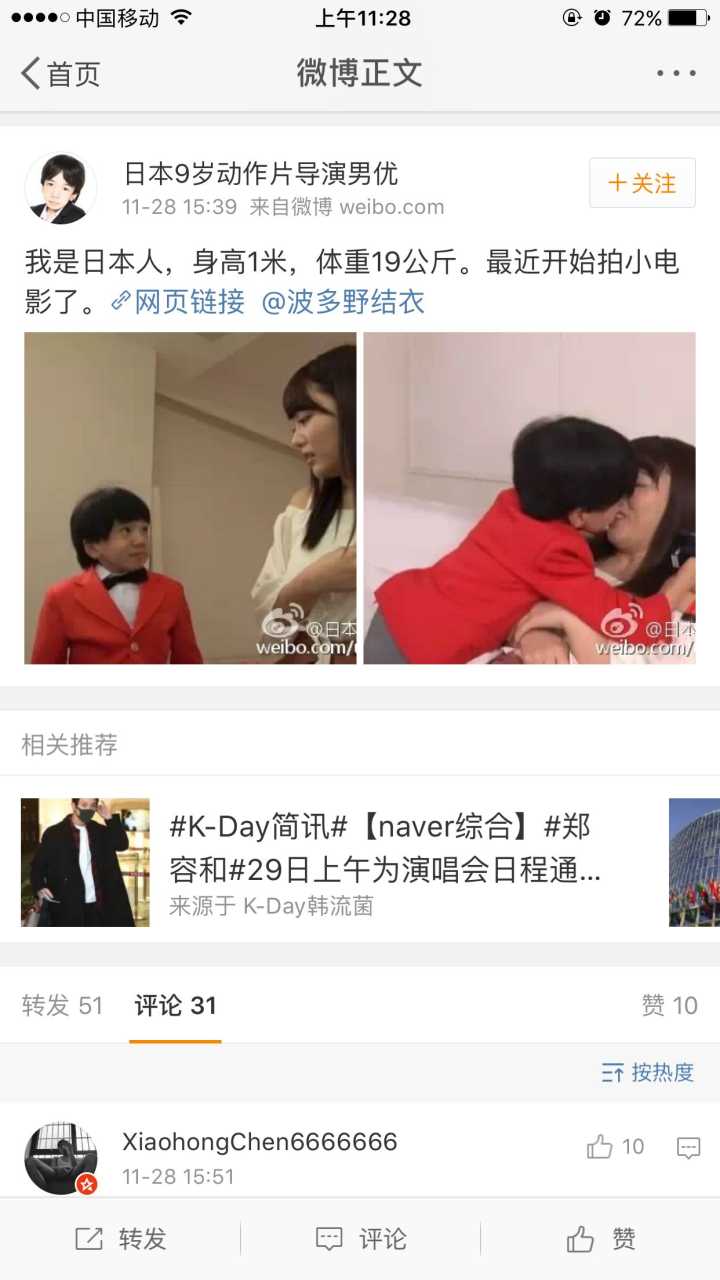 中国移动 上午11:28 72%
首页 微博正文
日本9岁动作片导演男优
11-28 15:39 来自微博 weibo.com
+关注
我是日本人，身高1米，体重19公斤。最近开始拍小电
影了。网页链接 @波多野结衣
@日本
weibo.com/
@日本
weibo.com/
相关推荐
#K-Day简讯#【naver综合】#郑
容和#29日上午为演唱会日程通...
来源于 K-Day韩流菌
转发 51 评论 31 赞 10
按热度
XiaohongChen6666666
11-28 15:51
10
转发 评论 赞